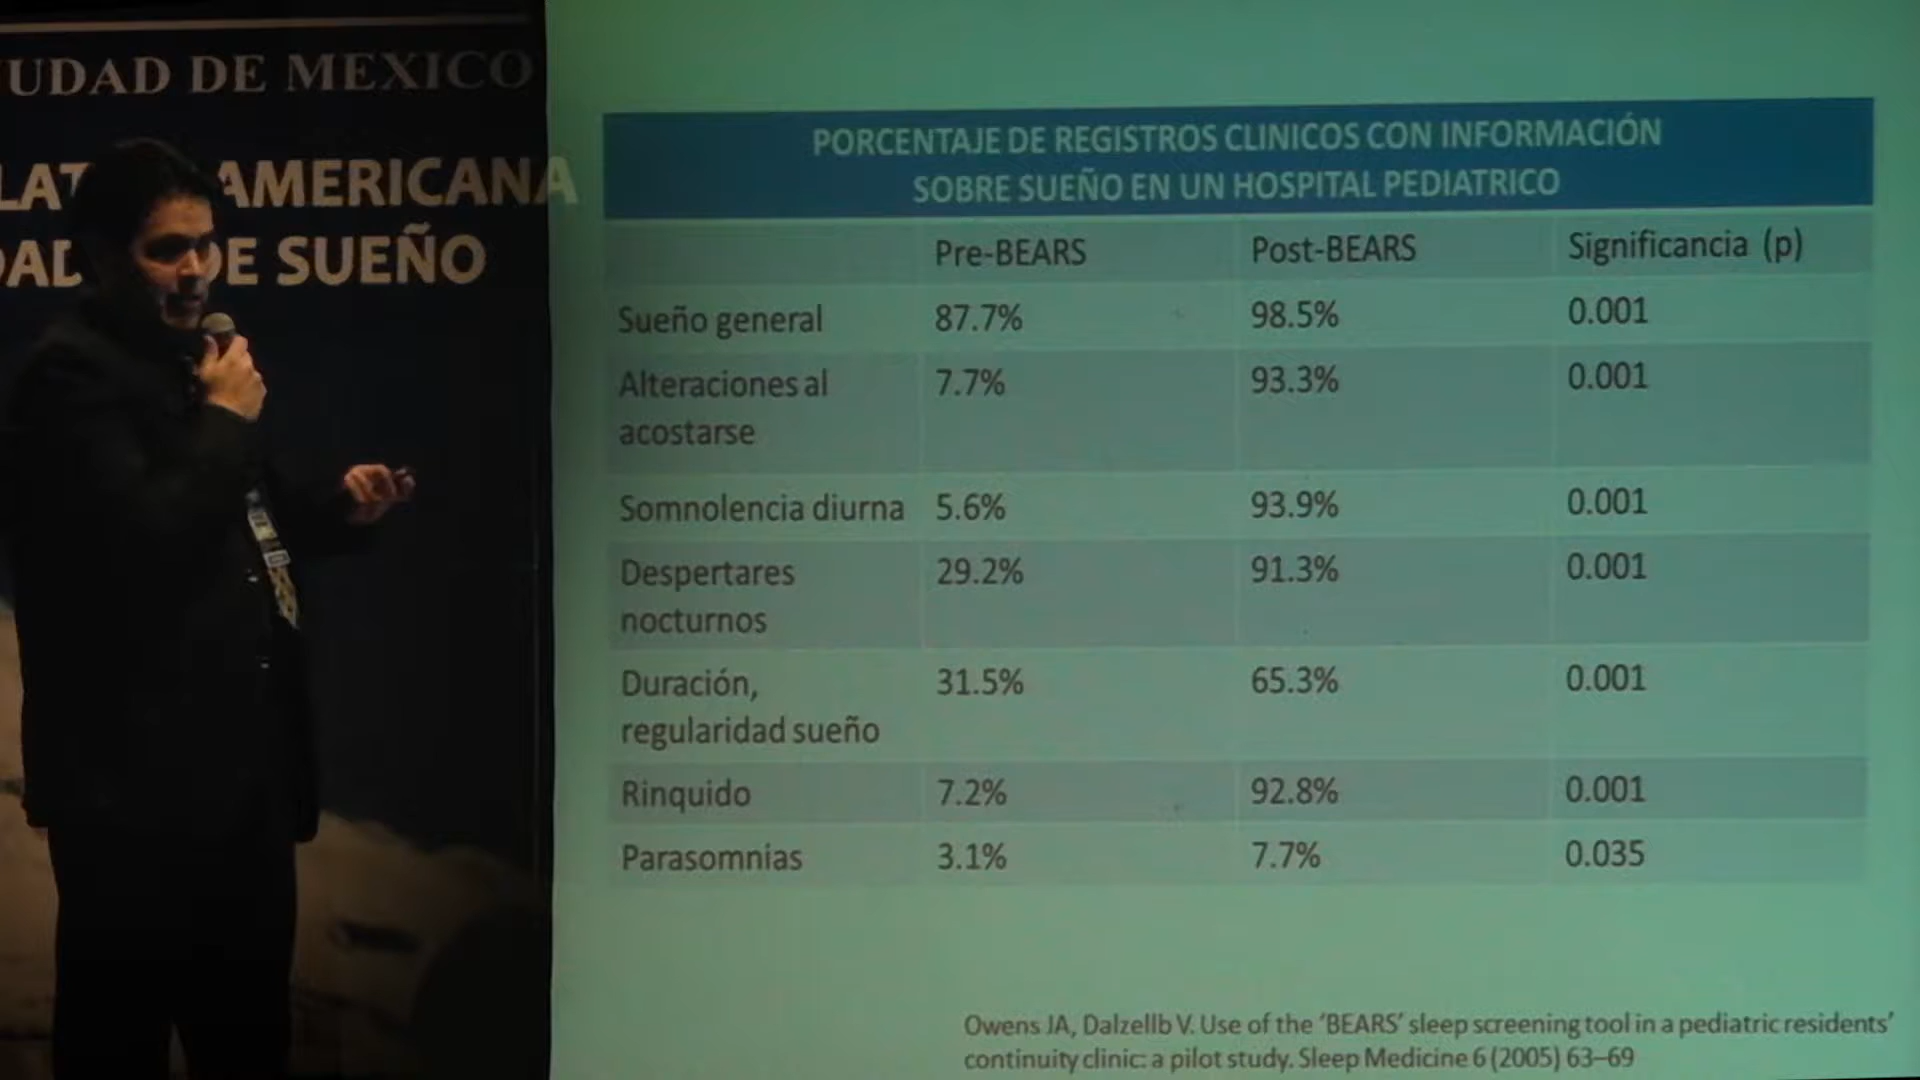 UDAD DE MEXICO
LAT AMERICANA
DAD DE SUEÑO
PORCENTAJE DE REGISTROS CLINICOS CON INFORMACIÓN
SOBRE SUEÑO EN UN HOSPITAL PEDIATRICO
Pre-BEARS Post-BEARS Significancia (p)
Sueño general 87.7% 98.5% 0.001
Alteraciones al acostarse 7.7% 93.3% 0.001
Somnolencia diurna 5.6% 93.9% 0.001
Despertares nocturnos 29.2% 91.3% 0.001
Duración, regularidad sueño 31.5% 65.3% 0.001
Rinquido 7.2% 92.8% 0.001
Parasomnias 3.1% 7.7% 0.035
Owens JA, Dalzellb V. Use of the ‘BEARS’ sleep screening tool in a pediatric residents’
continuity clinic: a pilot study. Sleep Medicine 6 (2005) 63–69